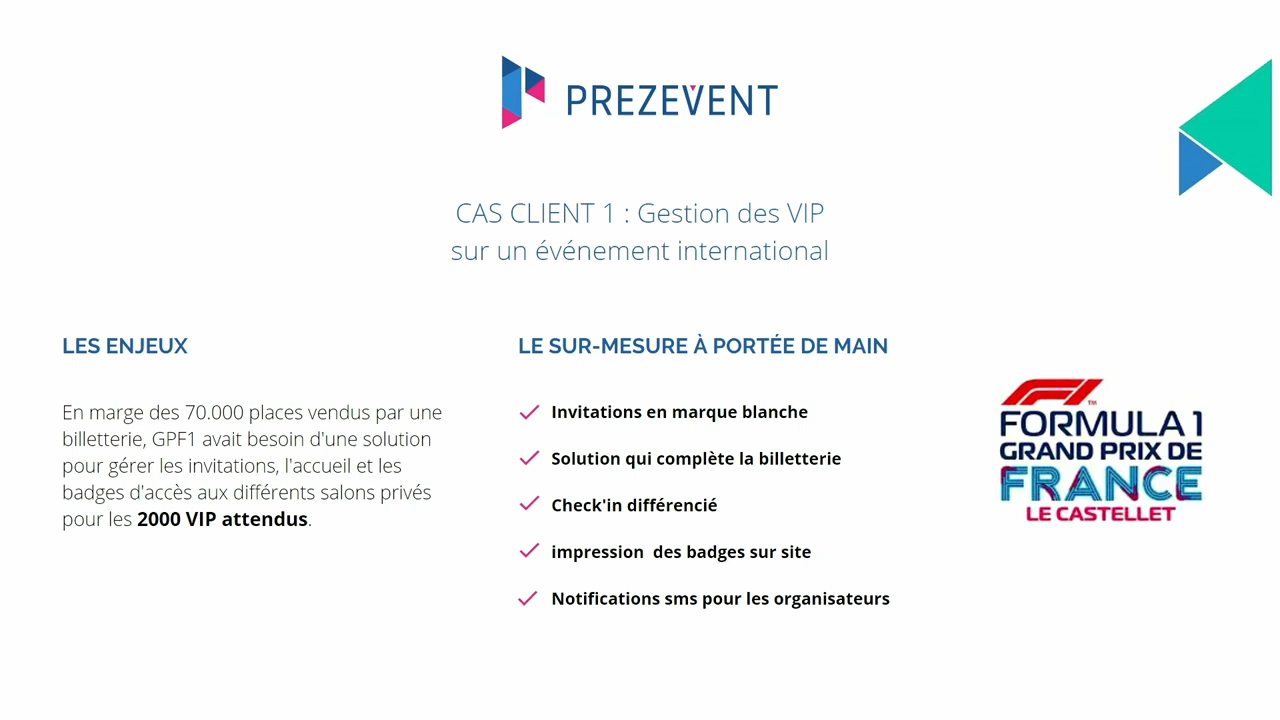 PREZEVENT
CAS CLIENT 1 : Gestion des VIP
sur un événement international
LES ENJEUX
En marge des 70.000 places vendus par une
billetterie, GPF1 avait besoin d'une solution
pour gérer les invitations, l'accueil et les
badges d'accès aux différents salons privés
pour les 2000 VIP attendus.
LE SUR-MESURE À PORTÉE DE MAIN
Invitations en marque blanche
Solution qui complète la billetterie
Check'in différencié
impression  des badges sur site
Notifications sms pour les organisateurs
F1
TM
FORMULA 1
GRAND PRIX DE
FRANCE
LE CASTELLET